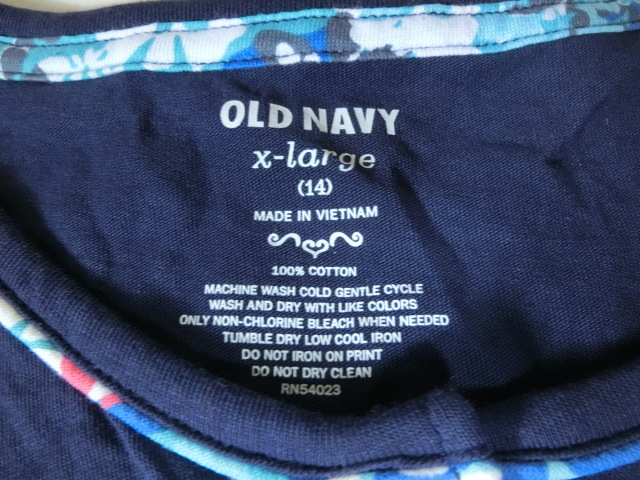 OLD NAVY
x-large
(14)
MADE IN VIETNAM
100% COTTON
MACHINE WASH COLD GENTLE CYCLE
WASH AND DRY WITH LIKE COLORS
ONLY NON-CHLORINE BLEACH WHEN NEEDED
TUMBLE DRY LOW COOL IRON
DO NOT IRON ON PRINT
DO NOT DRY CLEAN
RN54023